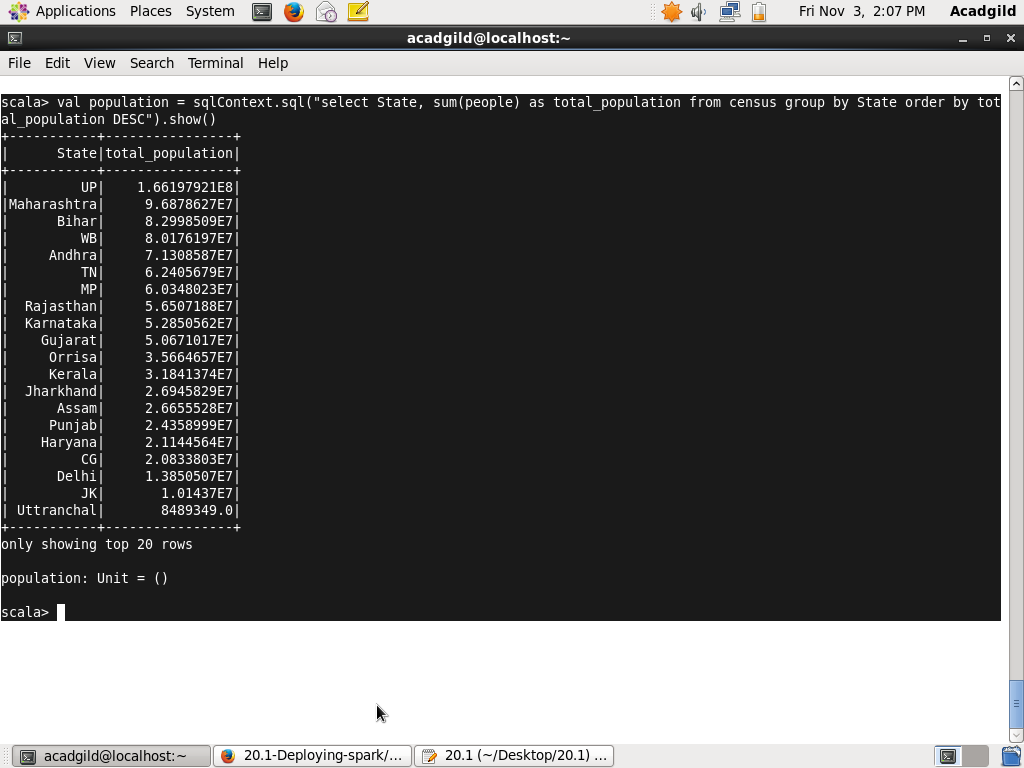 Applications Places System Fri Nov 3, 2:07 PM Acadgild
acadgild@localhost:~
File Edit View Search Terminal Help
scala> val population = sqlContext.sql("select State, sum(people) as total_population from census group by State order by tot
al_population DESC").show()
+-----------+----------------+
|      State|total_population|
+-----------+----------------+
|         UP|    1.66197921E8|
|Maharashtra|     9.6878627E7|
|      Bihar|     8.2998509E7|
|         WB|     8.0176197E7|
|     Andhra|     7.1308587E7|
|         TN|     6.2405679E7|
|         MP|     6.0348023E7|
|  Rajasthan|     5.6507188E7|
|  Karnataka|     5.2850562E7|
|    Gujarat|     5.0671017E7|
|     Orrisa|     3.5664657E7|
|     Kerala|     3.1841374E7|
|  Jharkhand|     2.6945829E7|
|      Assam|     2.6655528E7|
|     Punjab|     2.4358999E7|
|    Haryana|     2.1144564E7|
|         CG|     2.0833803E7|
|      Delhi|     1.3850507E7|
|         JK|       1.01437E7|
| Uttranchal|       8489349.0|
+-----------+----------------+
only showing top 20 rows
population: Unit = ()
scala>
acadgild@localhost:~ 20.1-Deploying-spark/... 20.1 (~/Desktop/20.1) ...